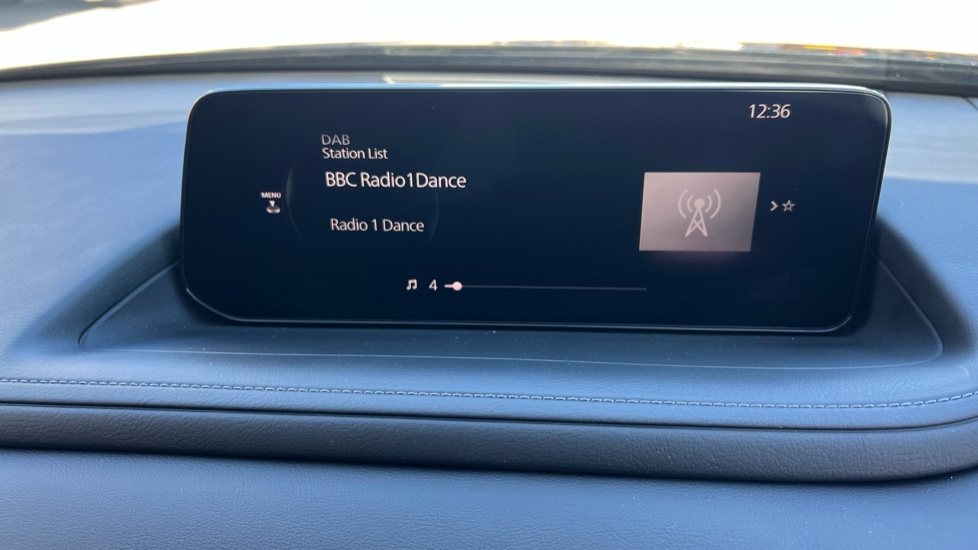 12:36
DAB
Station List
BBC Radio1Dance
MENU
Radio 1 Dance
4